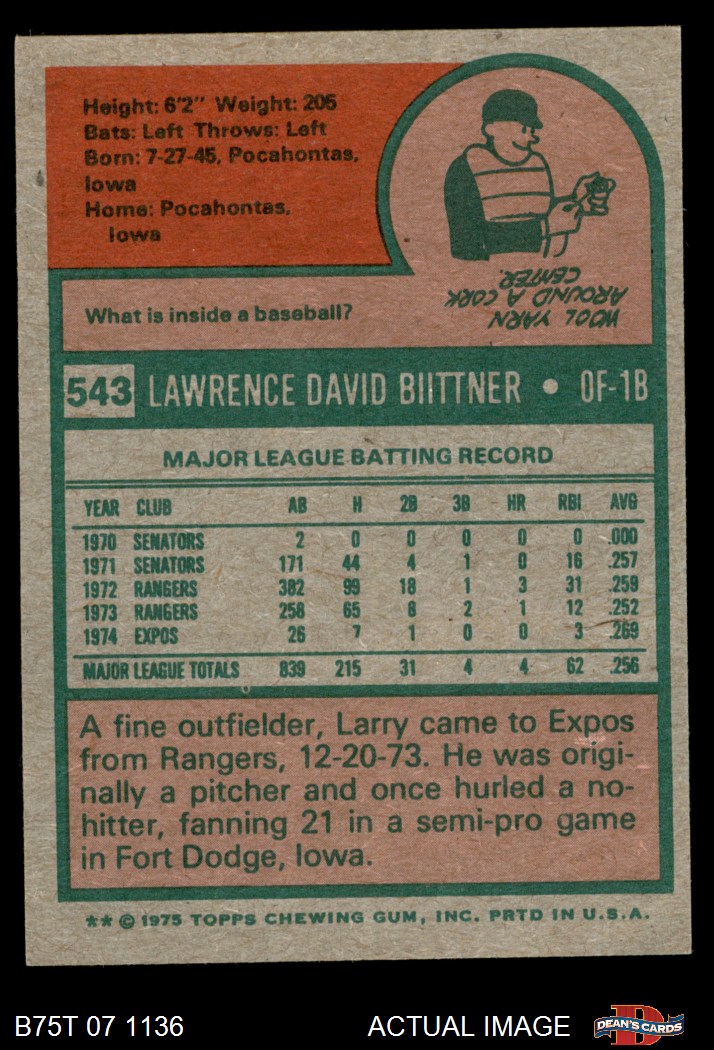 Height: 6'2" Weight: 205
Bats: Left Throws: Left
Born: 7-27-45, Pocahontas,
Iowa
Home: Pocahontas,
Iowa
What is inside a baseball?
WOOL YARN
AROUND A CORK
CENTER.
543 LAWRENCE DAVID BIITTNER • OF-1B
MAJOR LEAGUE BATTING RECORD
YEAR CLUB AB H 2B 3B HR RBI AVG
1970 SENATORS 2 0 0 0 0 0 .000
1971 SENATORS 171 44 4 1 0 16 .257
1972 RANGERS 382 99 18 1 3 31 .259
1973 RANGERS 258 65 8 2 1 12 .252
1974 EXPOS 26 7 1 0 0 3 .269
MAJOR LEAGUE TOTALS 839 215 31 4 4 62 .256
A fine outfielder, Larry came to Expos
from Rangers, 12-20-73. He was origi-
nally a pitcher and once hurled a no-
hitter, fanning 21 in a semi-pro game
in Fort Dodge, Iowa.
** © 1975 TOPPS CHEWING GUM, INC. PRTD IN U.S.A.
B75T 07 1136 ACTUAL IMAGE D DEAN'S CARDS